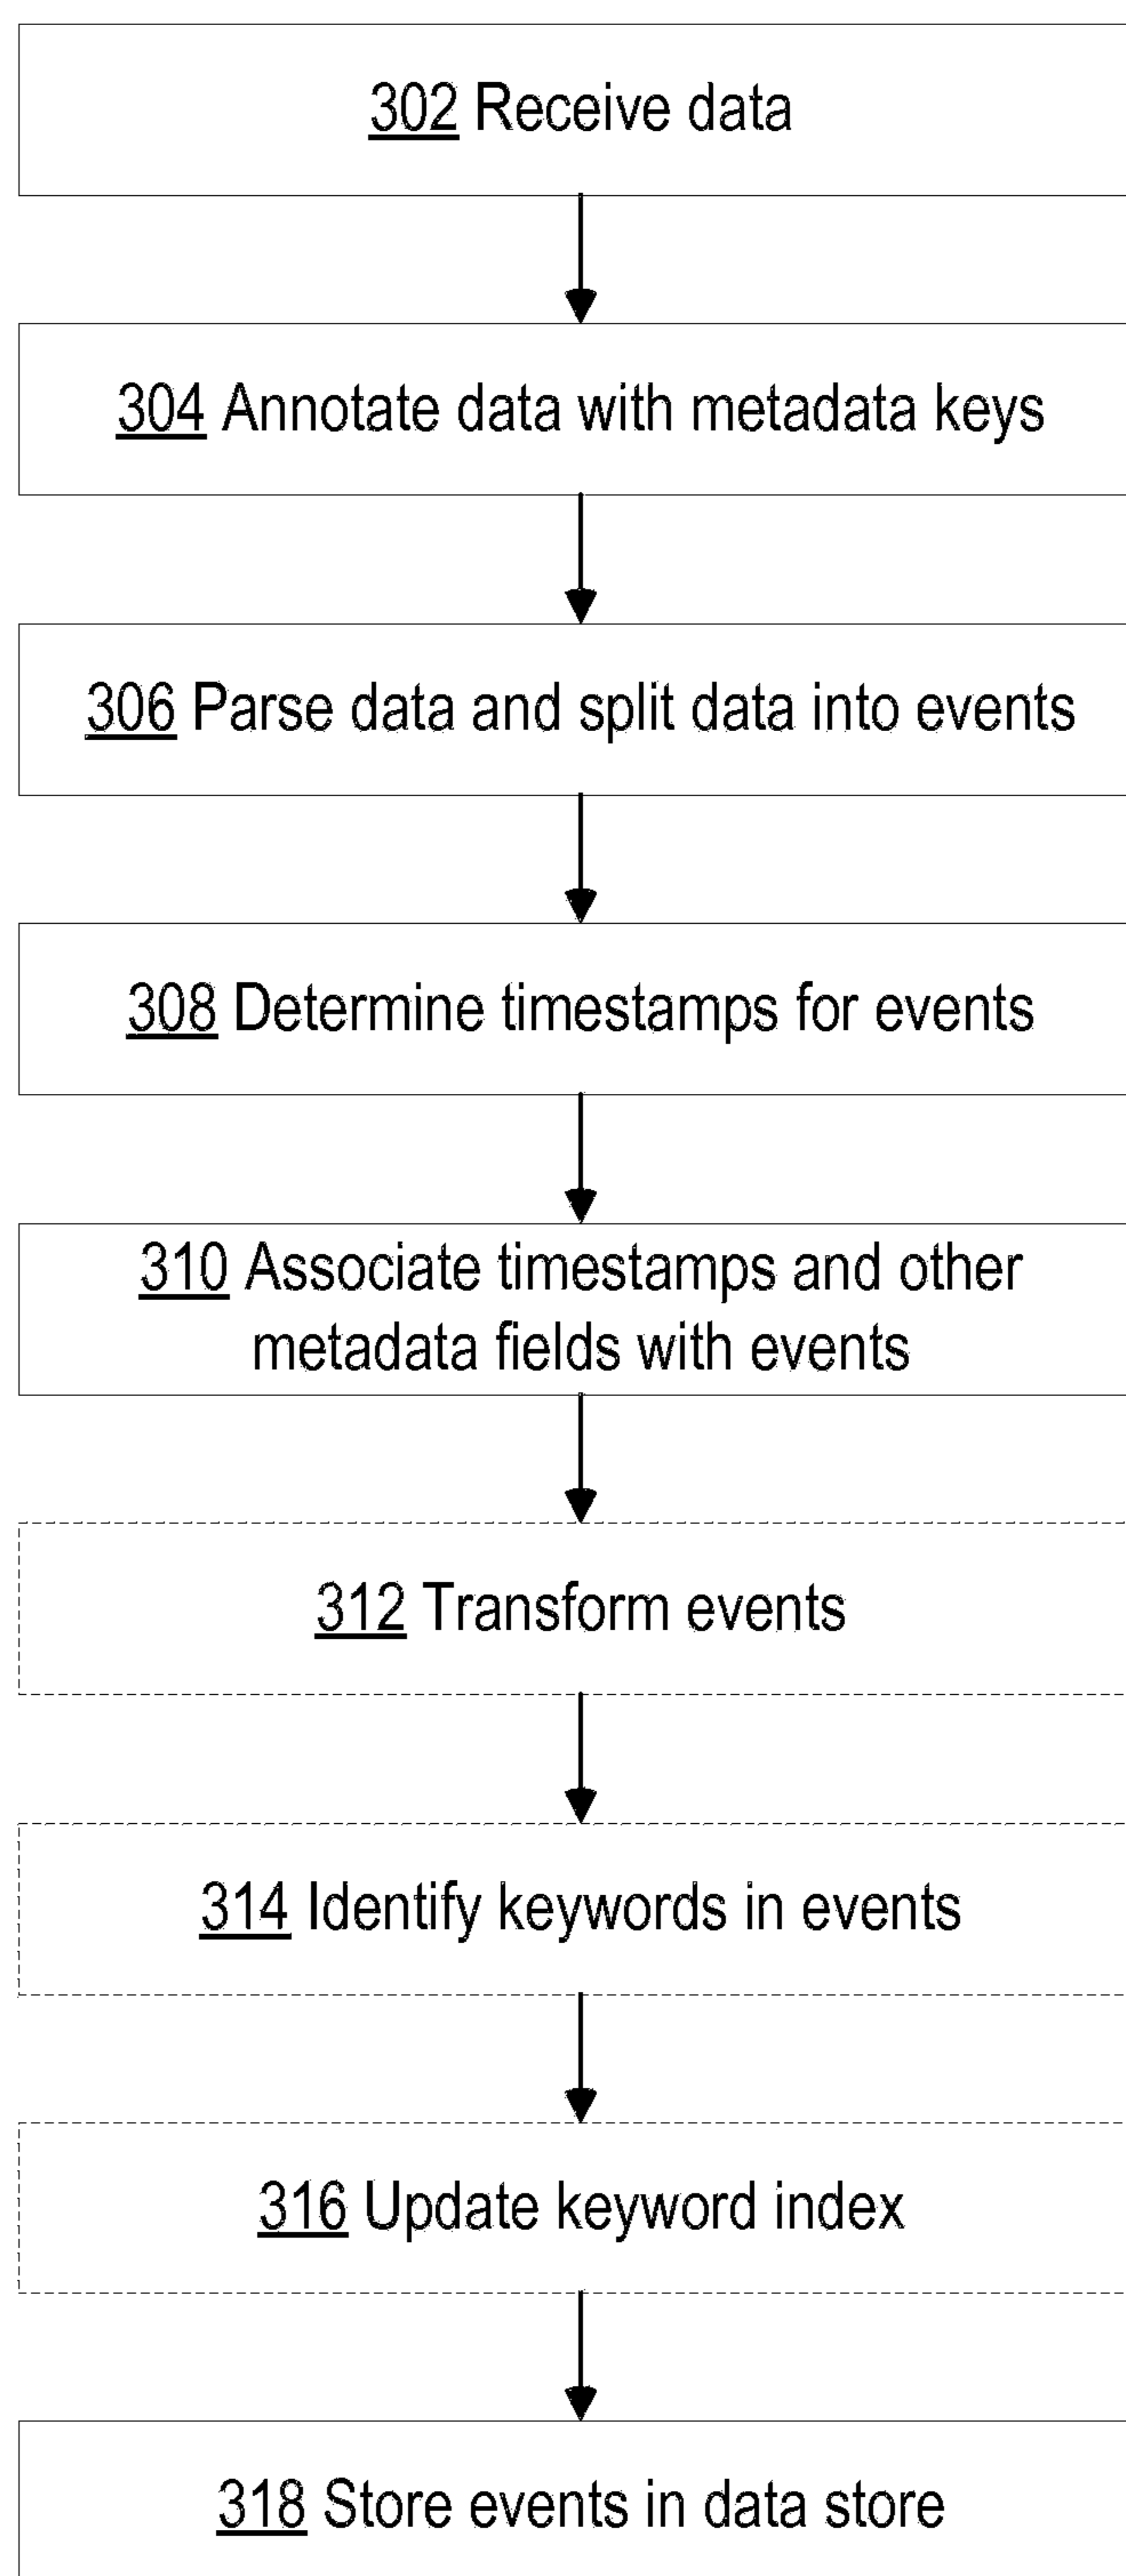 302 Receive data
304 Annotate data with metadata keys
306 Parse data and split data into events
308 Determine timestamps for events
310 Associate timestamps and other
metadata fields with events
312 Transform events
314 Identify keywords in events
316 Update keyword index
318 Store events in data store